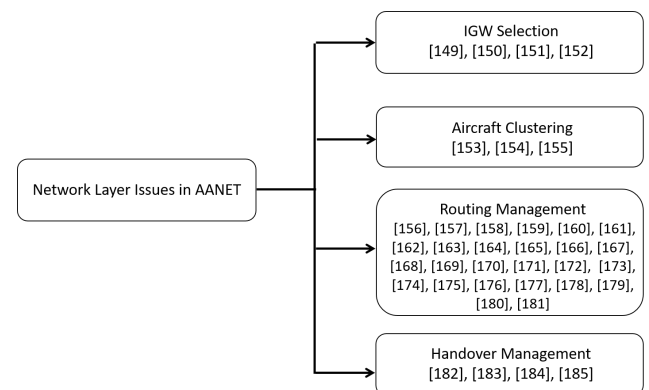 Network Layer Issues in AANET
IGW Selection
[149], [150], [151], [152]
Aircraft Clustering
[153], [154], [155]
Routing Management
[156], [157], [158], [159], [160], [161],
[162], [163], [164], [165], [166], [167],
[168], [169], [170], [171], [172], [173],
[174], [175], [176], [177], [178], [179],
[180], [181]
Handover Management
[182], [183], [184], [185]